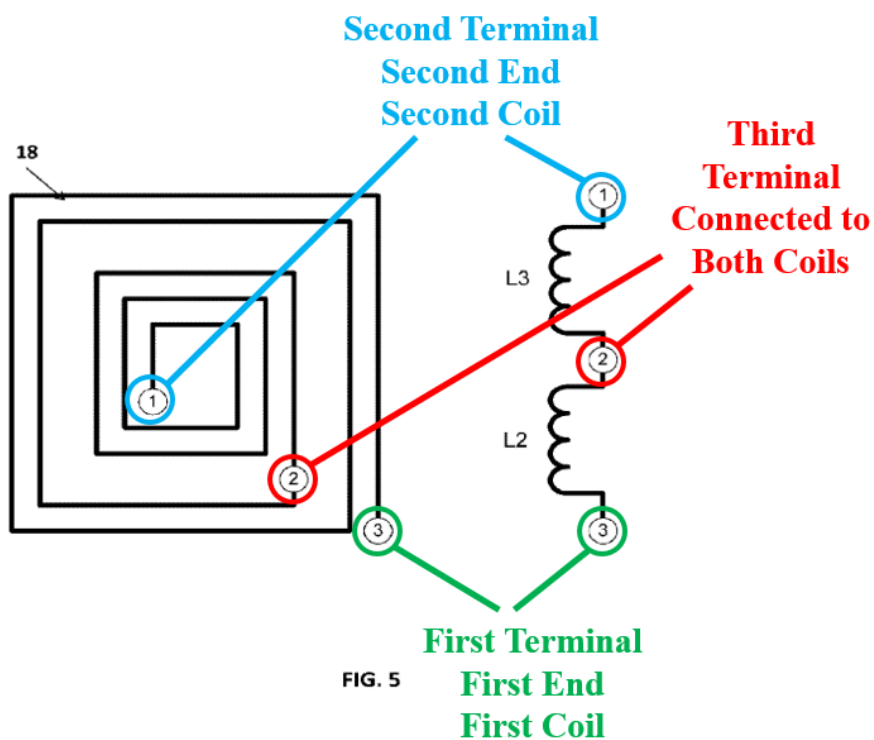 Second Terminal
Second End
Second Coil
Third
Terminal
Connected to
Both Coils
18
1
L3
2
L2
3
1
2
3
First Terminal
First End
First Coil
FIG. 5